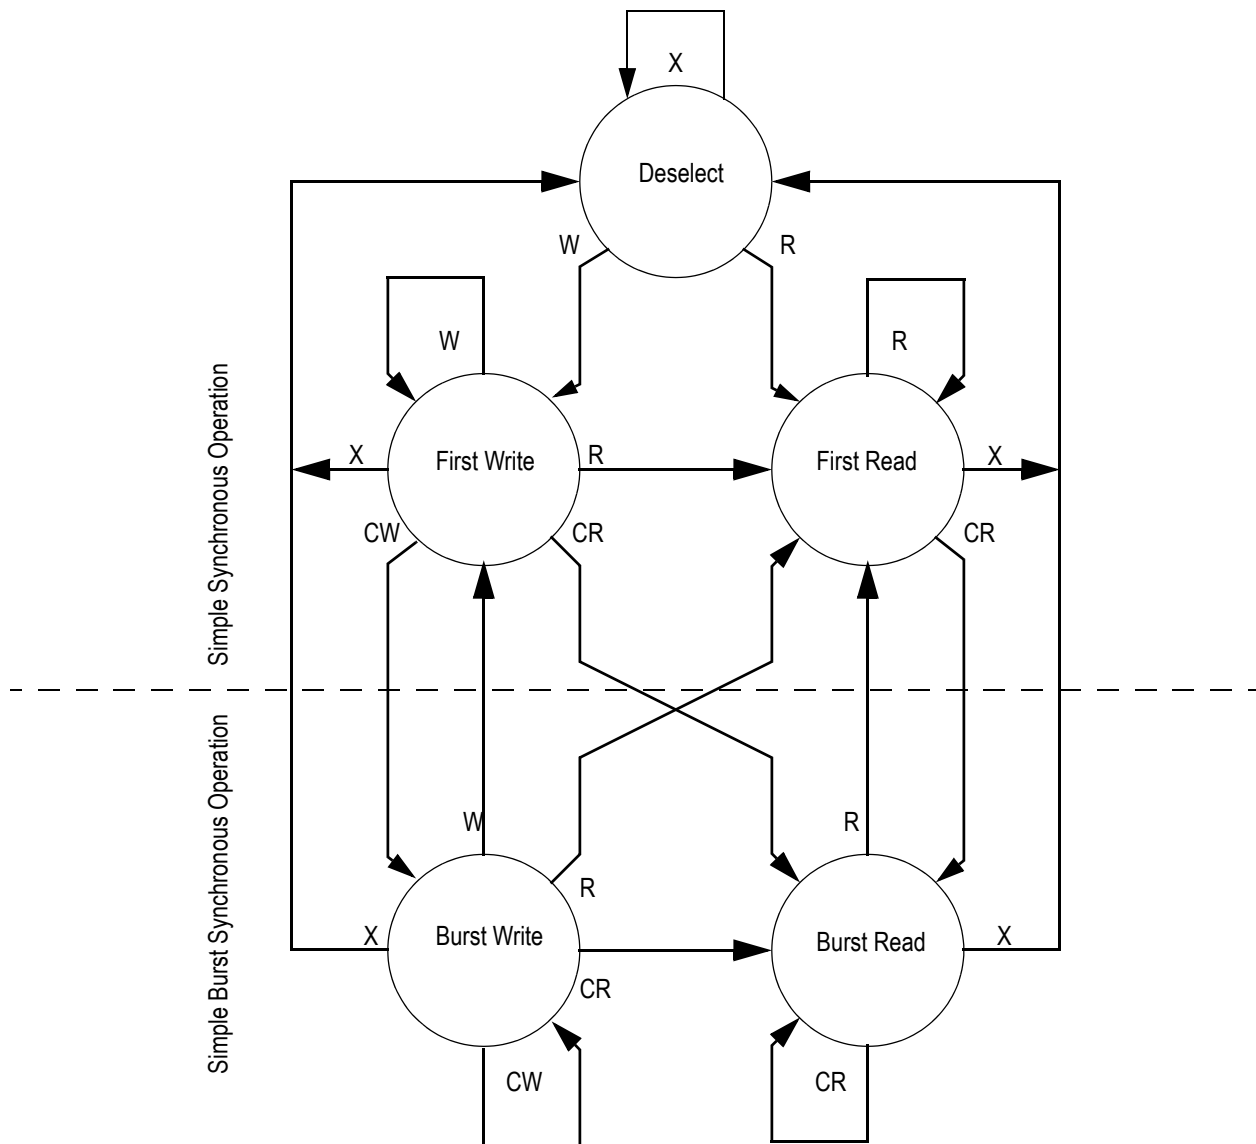 X
Deselect
W
R
W
R
Simple Synchronous Operation
X
First Write
R
First Read
X
CW
CR
CR
Simple Burst Synchronous Operation
W
R
X
Burst Write
R
Burst Read
X
CR
CW
CR